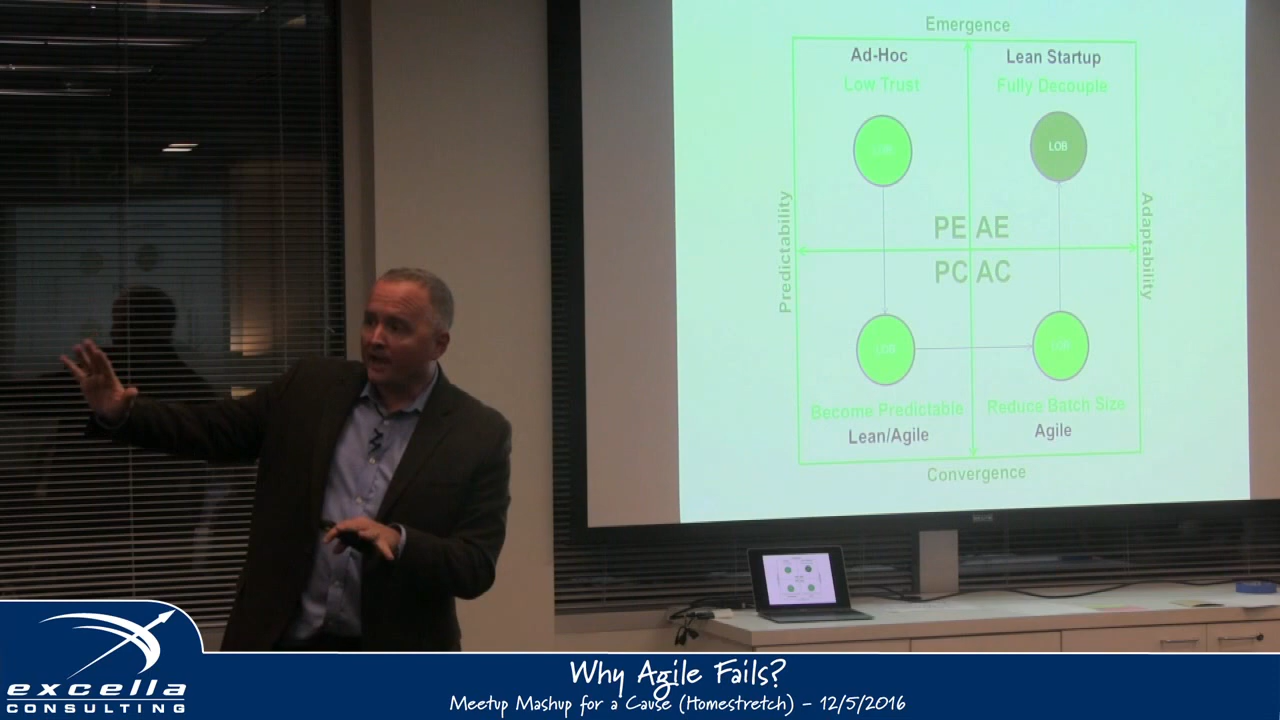 Emergence
Ad-Hoc
Lean Startup
Low Trust
Fully Decouple
LOB
LOB
Predictability
Adaptability
PE AE
PC AC
LOB
LOB
Become Predictable
Reduce Batch Size
Lean/Agile
Agile
Convergence
excella
CONSULTING
Why Agile Fails?
Meetup Mashup for a Cause (Homestretch) - 12/5/2016